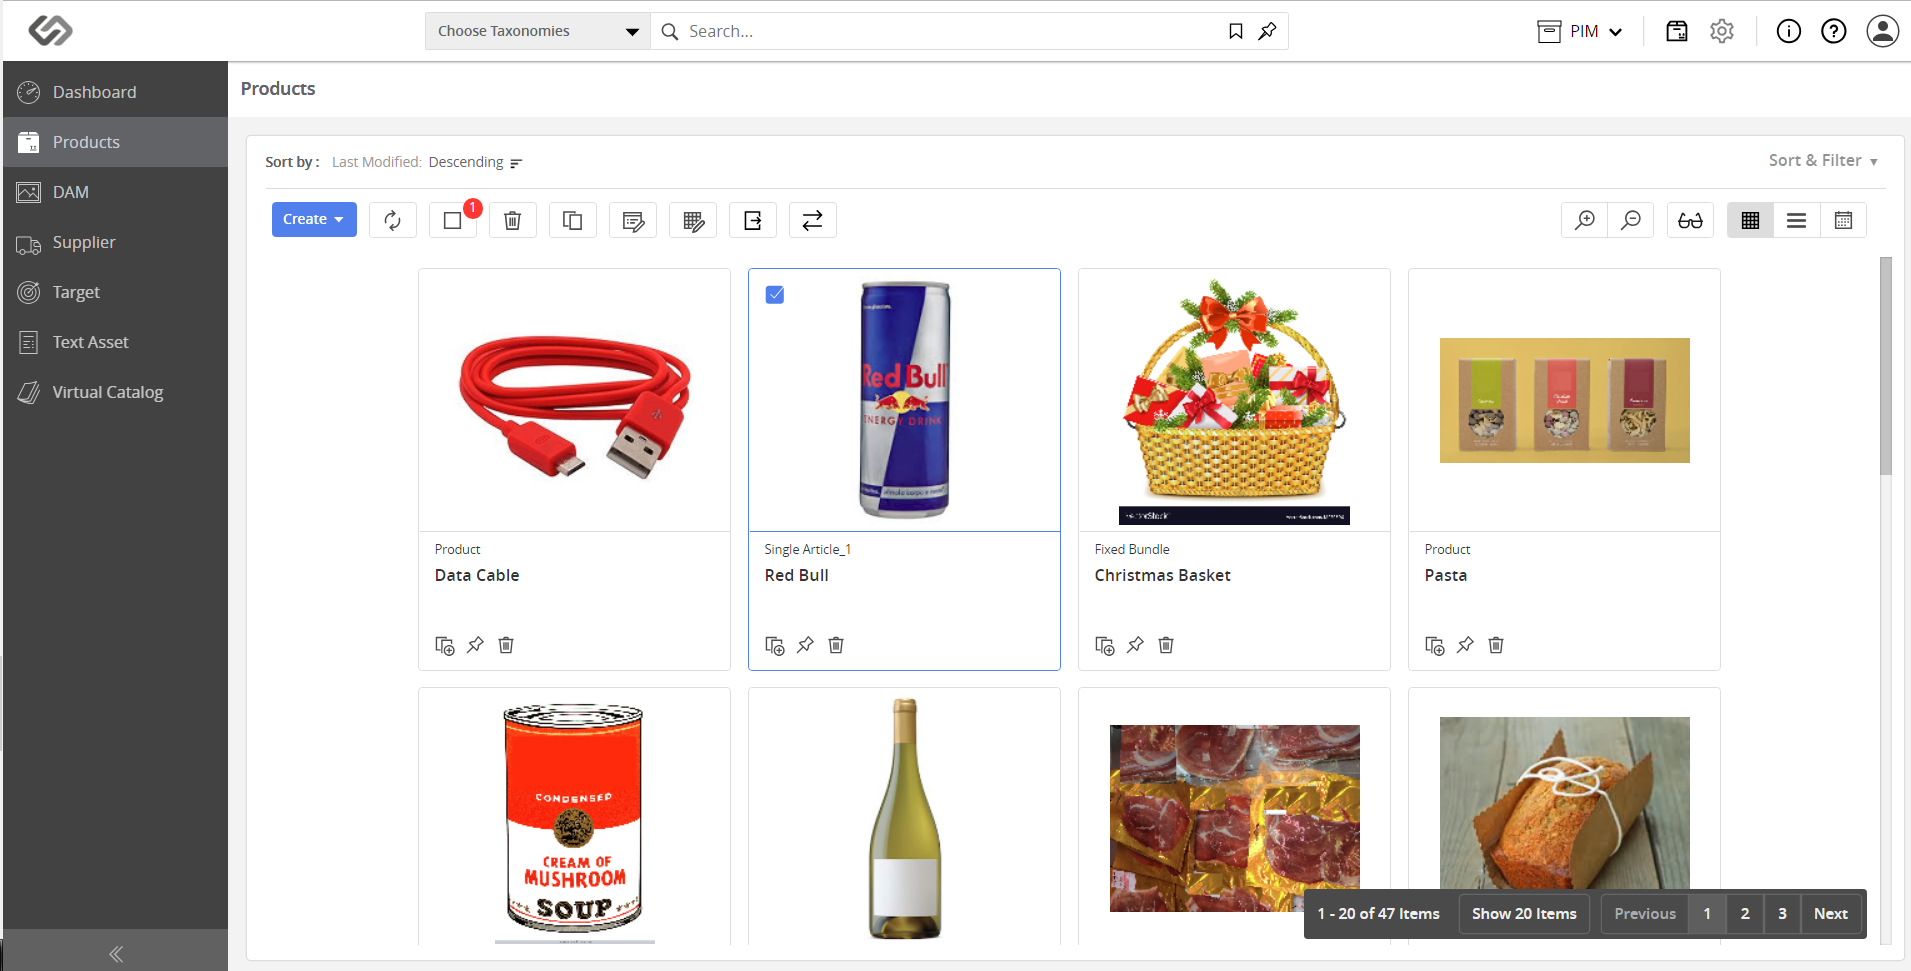 Choose Taxonomies
Search...
PIM
Dashboard
Products
DAM
Supplier
Target
Text Asset
Virtual Catalog
Products
Sort by : Last Modified: Descending
Sort & Filter
Create
1
Red Bull
ENERGY DRINK
Product
Data Cable
Single Article_1
Red Bull
Fixed Bundle
Christmas Basket
Product
Pasta
CONDENSED
CREAM OF
MUSHROOM
SOUP
1 - 20 of 47 Items
Show 20 Items
Previous
1
2
3
Next